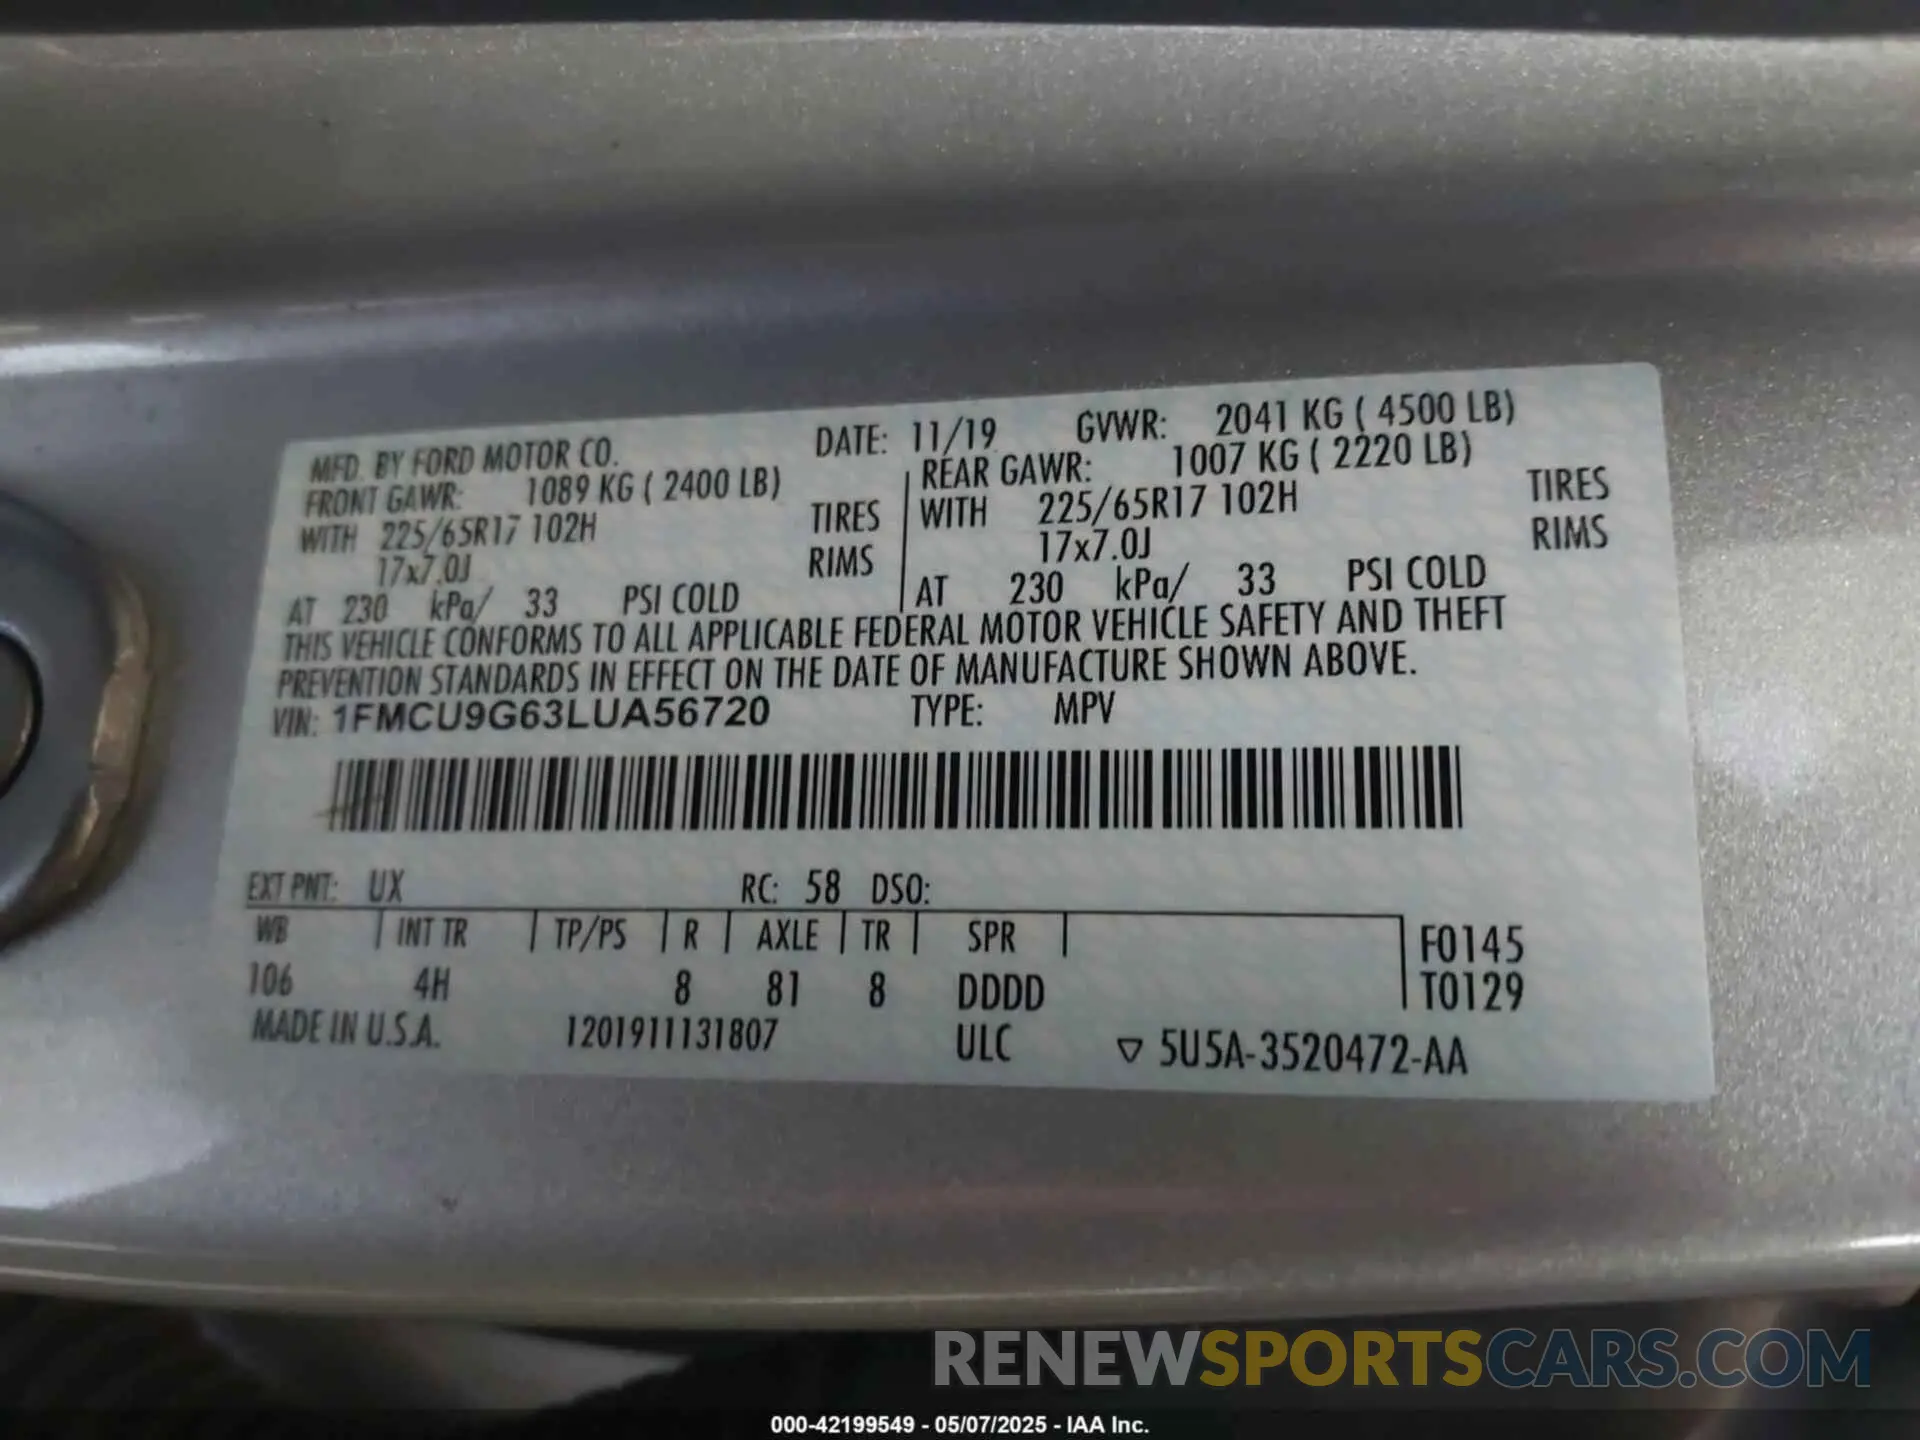 MFD. BY FORD MOTOR CO. DATE: 11/19 GVWR: 2041 KG ( 4500 LB)
FRONT GAWR: 1089 KG ( 2400 LB) REAR GAWR: 1007 KG ( 2220 LB)
WITH 225/65R17 102H TIRES WITH 225/65R17 102H TIRES
17x7.0J RIMS 17x7.0J RIMS
AT 230 kPa/ 33 PSI COLD AT 230 kPa/ 33 PSI COLD
THIS VEHICLE CONFORMS TO ALL APPLICABLE FEDERAL MOTOR VEHICLE SAFETY AND THEFT
PREVENTION STANDARDS IN EFFECT ON THE DATE OF MANUFACTURE SHOWN ABOVE.
VIN: 1FMCU9G63LUA56720 TYPE: MPV
EXT PNT: UX RC: 58 DSO:
WB INT TR TP/PS R AXLE TR SPR F0145
106 4H 8 81 8 DDDD T0129
MADE IN U.S.A. 1201911131807 ULC ▽ 5U5A-3520472-AA
RENEWSPORTSCARS.COM
000-42199549 - 05/07/2025 - IAA Inc.